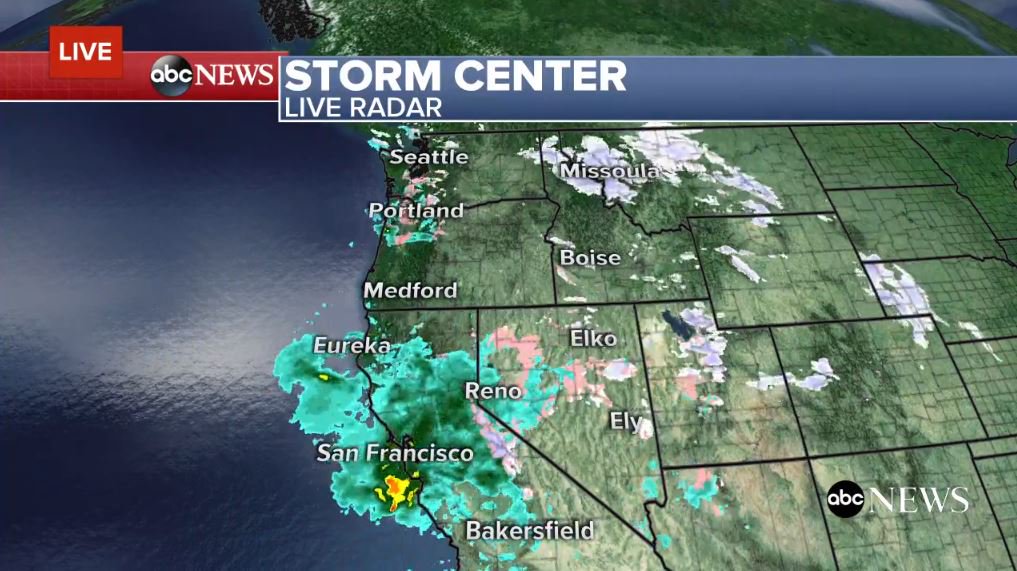 LIVE
abc NEWS
STORM CENTER
LIVE RADAR
Seattle
Missoula
Portland
Boise
Medford
Eureka
Elko
Reno
Ely
San Francisco
abc NEWS
Bakersfield